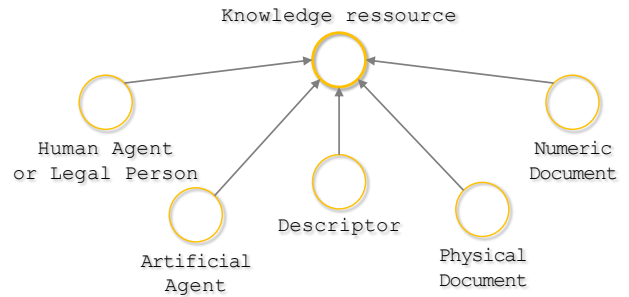 Knowledge ressource
Human Agent
or Legal Person
Numeric
Document
Descriptor
Artificial
Agent
Physical
Document